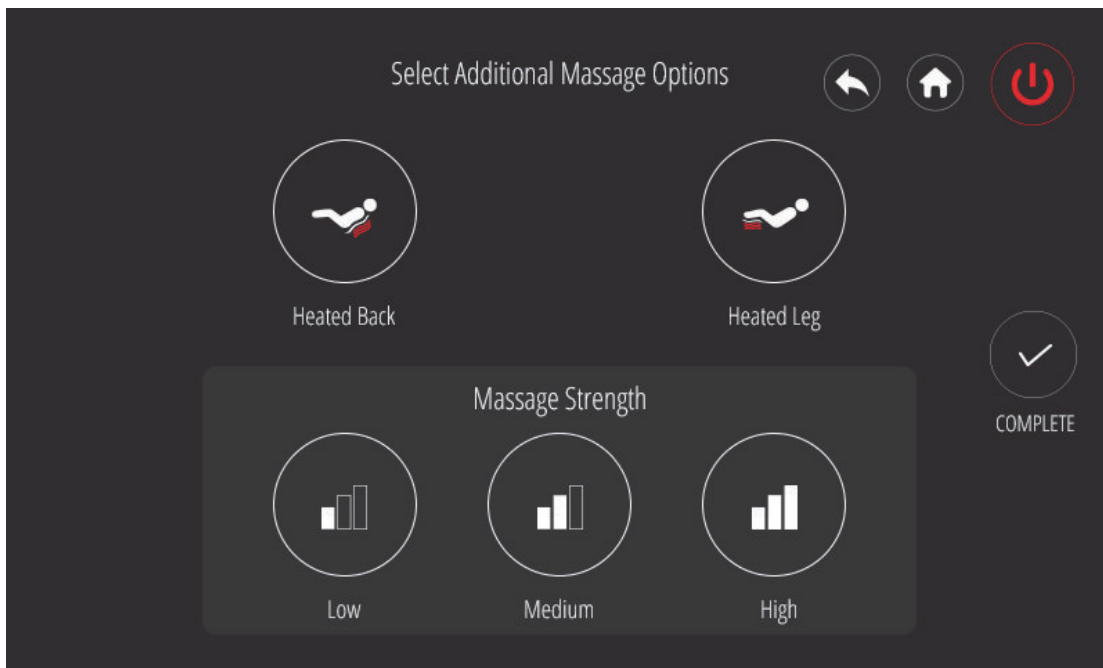 Select Additional Massage Options
Heated Back
Heated Leg
Massage Strength
COMPLETE
Low
Medium
High